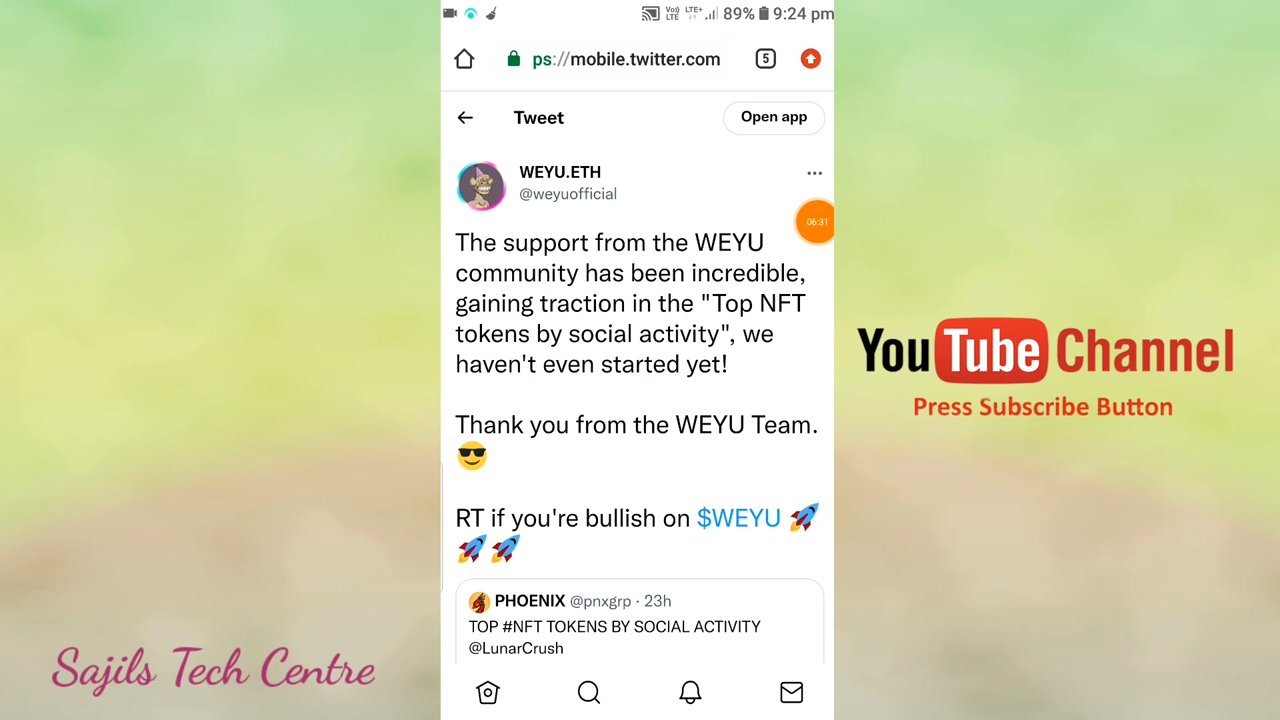 Vo)) LTE LTE+ 89% 9:24 pm
ps://mobile.twitter.com 5
Tweet Open app
WEYU.ETH
@weyuofficial
06:31
The support from the WEYU
community has been incredible,
gaining traction in the "Top NFT
tokens by social activity", we
haven't even started yet!
Thank you from the WEYU Team.
😎
RT if you're bullish on $WEYU 🚀
🚀🚀
PHOENIX @pnxgrp · 23h
TOP #NFT TOKENS BY SOCIAL ACTIVITY
@LunarCrush
YouTube Channel
Press Subscribe Button
Sajils Tech Centre